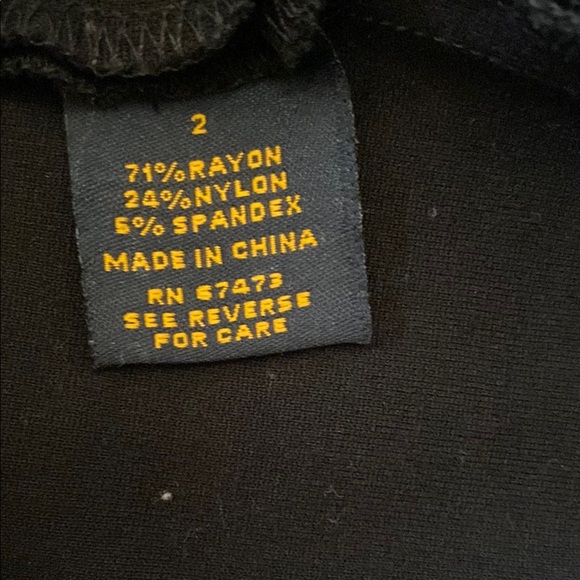 2
71% RAYON
24% NYLON
5% SPANDEX
MADE IN CHINA
RN 67473
SEE REVERSE
FOR CARE